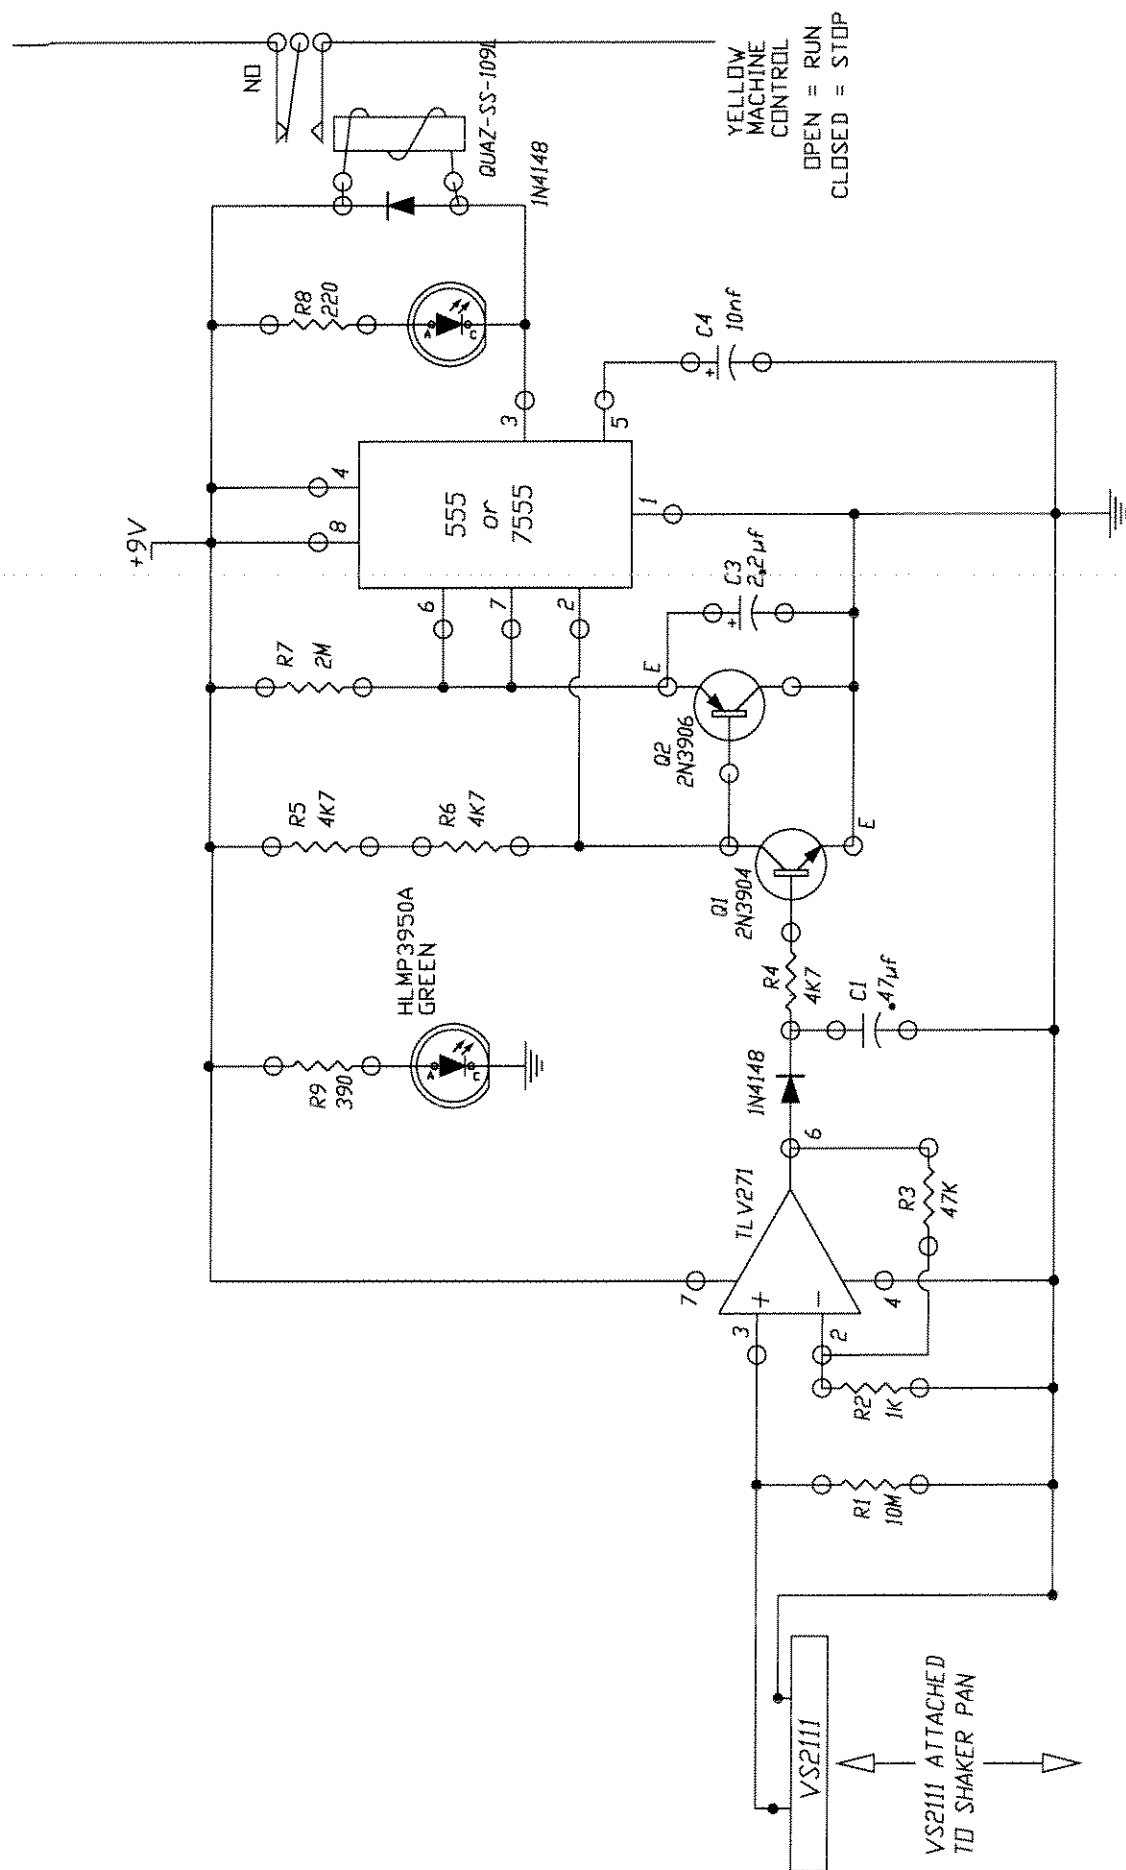 VS2111
VS2111 ATTACHED
TO SHAKER PAN
R1
10M
R2
1K
3
2
+
-
7
4
TLV271
6
R3
47K
1N4148
C1
.47µf
R4
4K7
R9
390
HLMP3950A
GREEN
A
C
Q1
2N3904
E
R5
4K7
R6
4K7
Q2
2N3906
E
R7
2M
C3
2.2µf
+
+9V
6
7
2
8
4
555
or
7555
1
3
5
C4
10nf
+
R8
220
A
C
1N4148
QUAZ-SS-109L
NO
YELLOW
MACHINE
CONTROL
OPEN = RUN
CLOSED = STOP